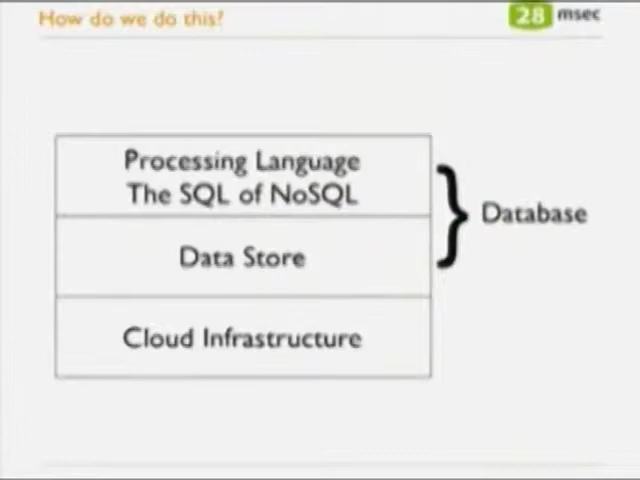 How do we do this?
28 msec
Processing Language
The SQL of NoSQL
Database
Data Store
Cloud Infrastructure